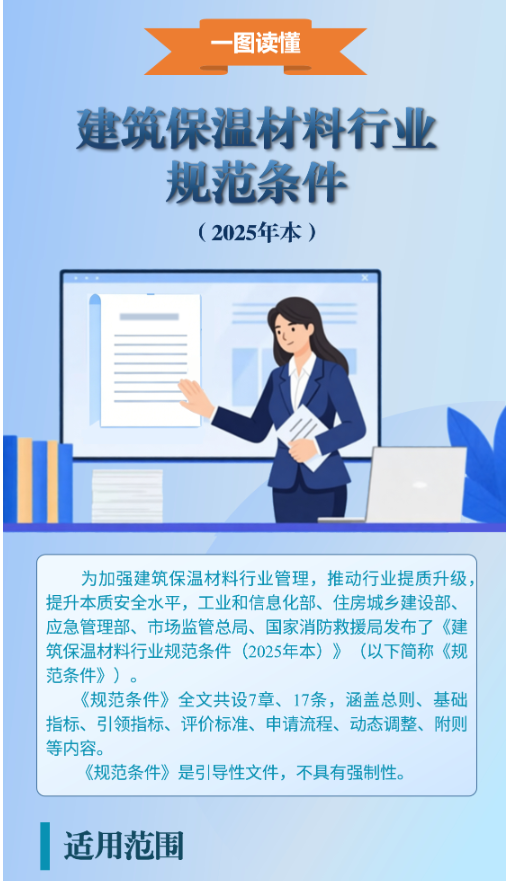 一图读懂
建筑保温材料行业
规范条件
（2025年本）
为加强建筑保温材料行业管理，推动行业提质升级，
提升本质安全水平，工业和信息化部、住房城乡建设部、
应急管理部、市场监管总局、国家消防救援局发布了《建
筑保温材料行业规范条件（2025年本）》（以下简称《规
范条件》）。
《规范条件》全文共设7章、17条，涵盖总则、基础
指标、引领指标、评价标准、申请流程、动态调整、附则
等内容。
《规范条件》是引导性文件，不具有强制性。
适用范围